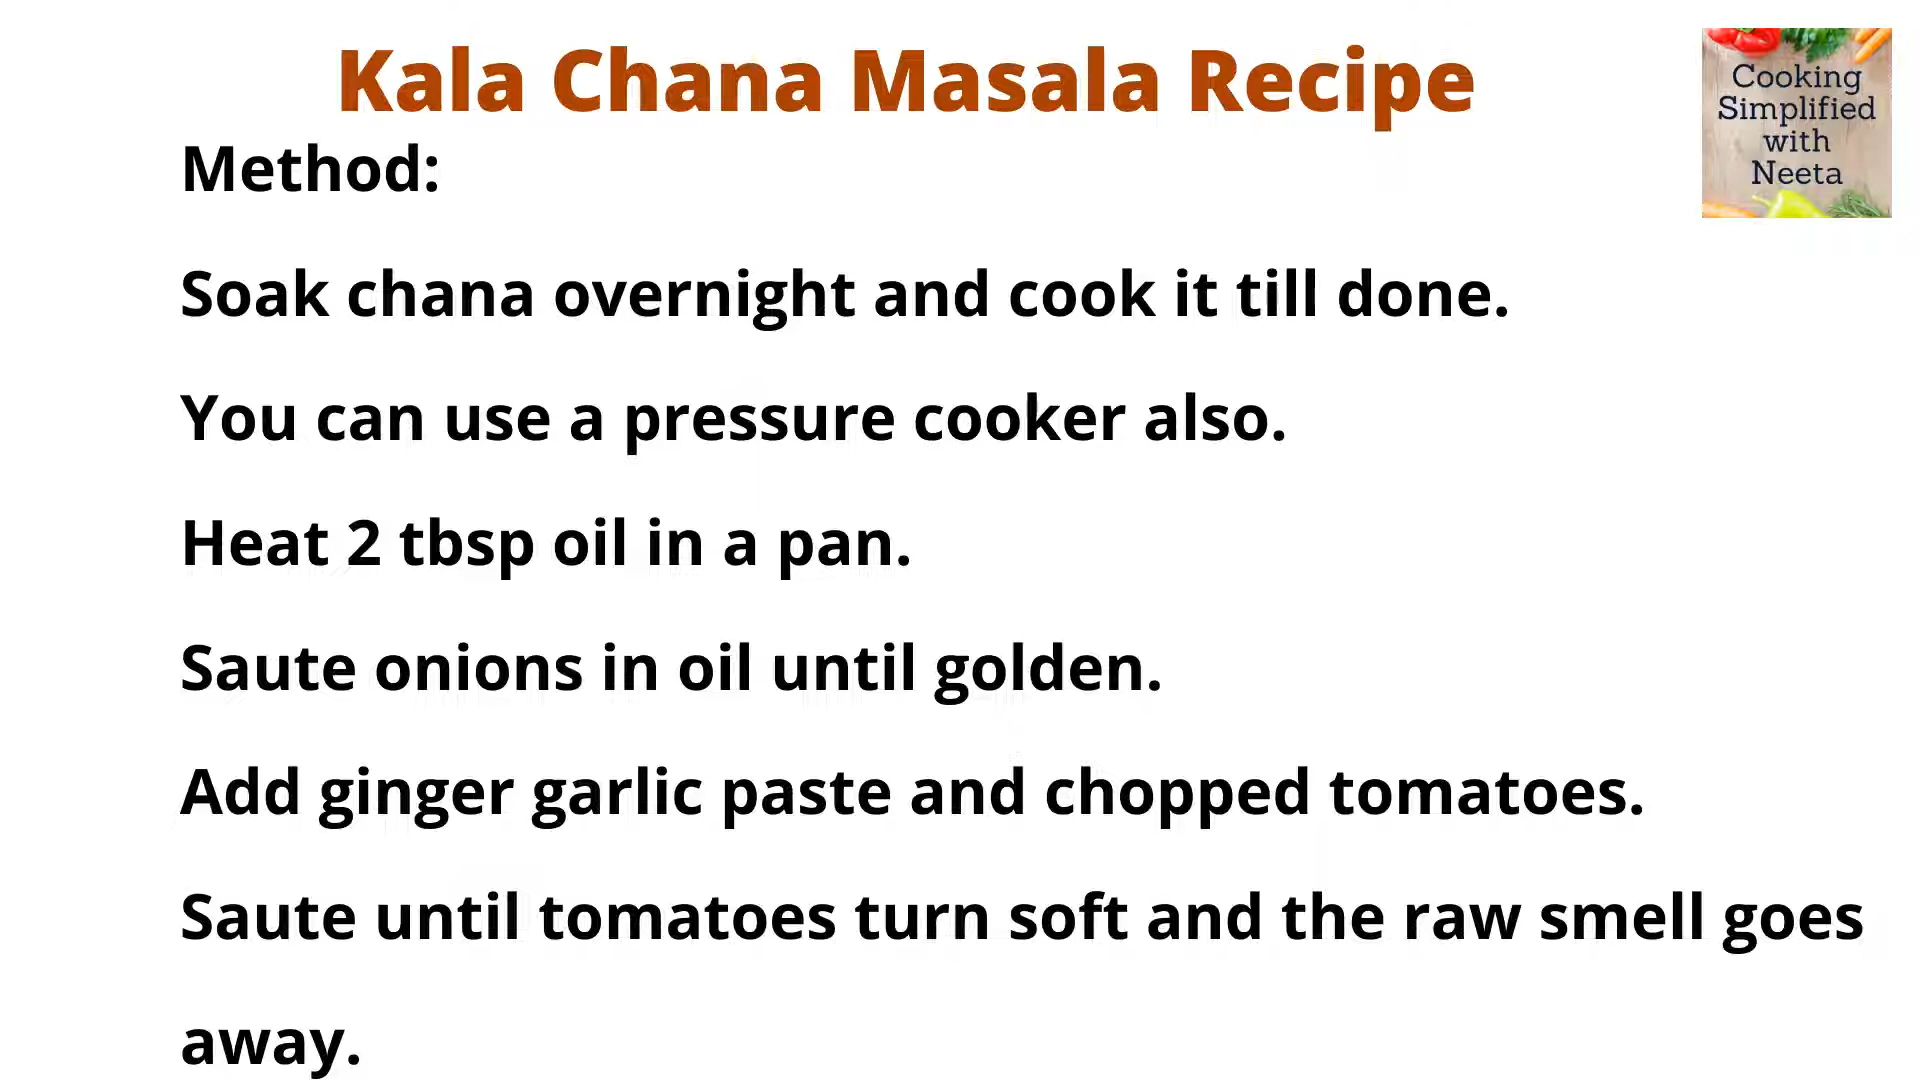 Kala Chana Masala Recipe
Cooking
Simplified
with
Neeta
Method:
Soak chana overnight and cook it till done.
You can use a pressure cooker also.
Heat 2 tbsp oil in a pan.
Saute onions in oil until golden.
Add ginger garlic paste and chopped tomatoes.
Saute until tomatoes turn soft and the raw smell goes
away.